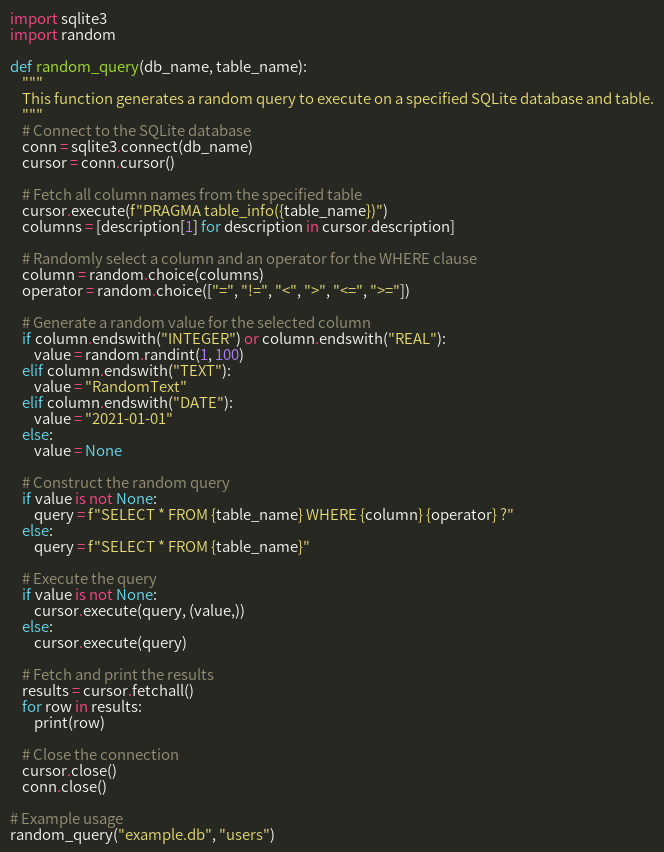 import sqlite3
import random

def random_query(db_name, table_name):
    """
    This function generates a random query to execute on a specified SQLite database and table.
    """
    # Connect to the SQLite database
    conn = sqlite3.connect(db_name)
    cursor = conn.cursor()

    # Fetch all column names from the specified table
    cursor.execute(f"PRAGMA table_info({table_name})")
    columns = [description[1] for description in cursor.description]

    # Randomly select a column and an operator for the WHERE clause
    column = random.choice(columns)
    operator = random.choice(["=", "!=", "<", ">", "<=", ">="])

    # Generate a random value for the selected column
    if column.endswith("INTEGER") or column.endswith("REAL"):
        value = random.randint(1, 100)
    elif column.endswith("TEXT"):
        value = "RandomText"
    elif column.endswith("DATE"):
        value = "2021-01-01"
    else:
        value = None

    # Construct the random query
    if value is not None:
        query = f"SELECT * FROM {table_name} WHERE {column} {operator} ?"
    else:
        query = f"SELECT * FROM {table_name}"

    # Execute the query
    if value is not None:
        cursor.execute(query, (value,))
    else:
        cursor.execute(query)

    # Fetch and print the results
    results = cursor.fetchall()
    for row in results:
        print(row)

    # Close the connection
    cursor.close()
    conn.close()

# Example usage
random_query("example.db", "users")